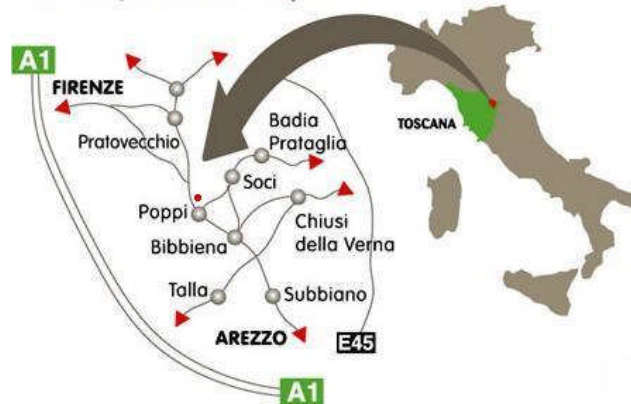 A1
FIRENZE
Pratovecchio
Badia
Prataglia
Soci
Poppi
Bibbiena
Chiusi
della Verna
Talla
Subbiano
AREZZO
E45
A1
TOSCANA